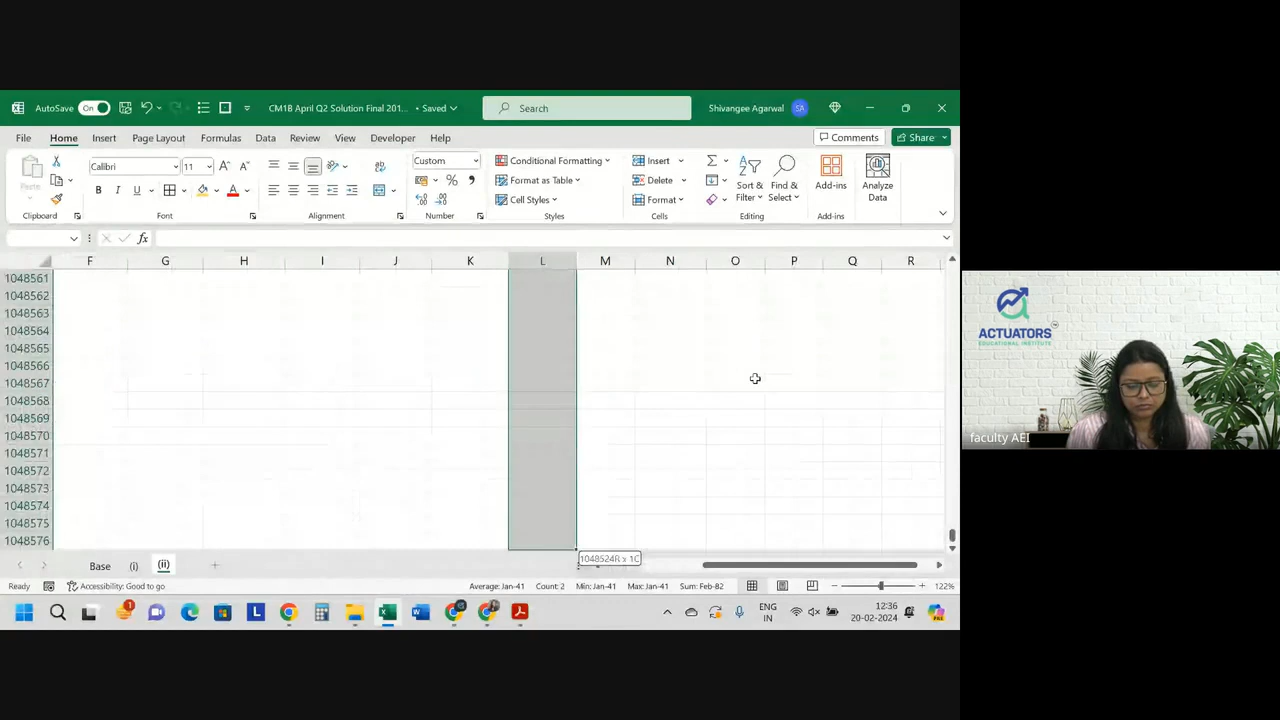 AutoSave On CM1B April Q2 Solution Final 201... • Saved Search Shivangee Agarwal SA
File Home Insert Page Layout Formulas Data Review View Developer Help Comments Share
Calibri 11 Custom Conditional Formatting Insert
Paste B I U A % Format as Table Delete Sort & Filter Find & Select Add-ins Analyze Data
Cell Styles Format
Clipboard Font Alignment Number Styles Cells Editing Add-ins
fx
F G H I J K L M N O P Q R
1048561
1048562
1048563
1048564
1048565
1048566
1048567
1048568
1048569
1048570
1048571
1048572
1048573
1048574
1048575
1048576
1048524R x 1C
Base (i) (ii)
Ready Accessibility: Good to go Average: Jan-41 Count: 2 Min: Jan-41 Max: Jan-41 Sum: Feb-82 122%
ENG IN 12:36 20-02-2024
ACTUATORS
EDUCATIONAL INSTITUTE
faculty AEI